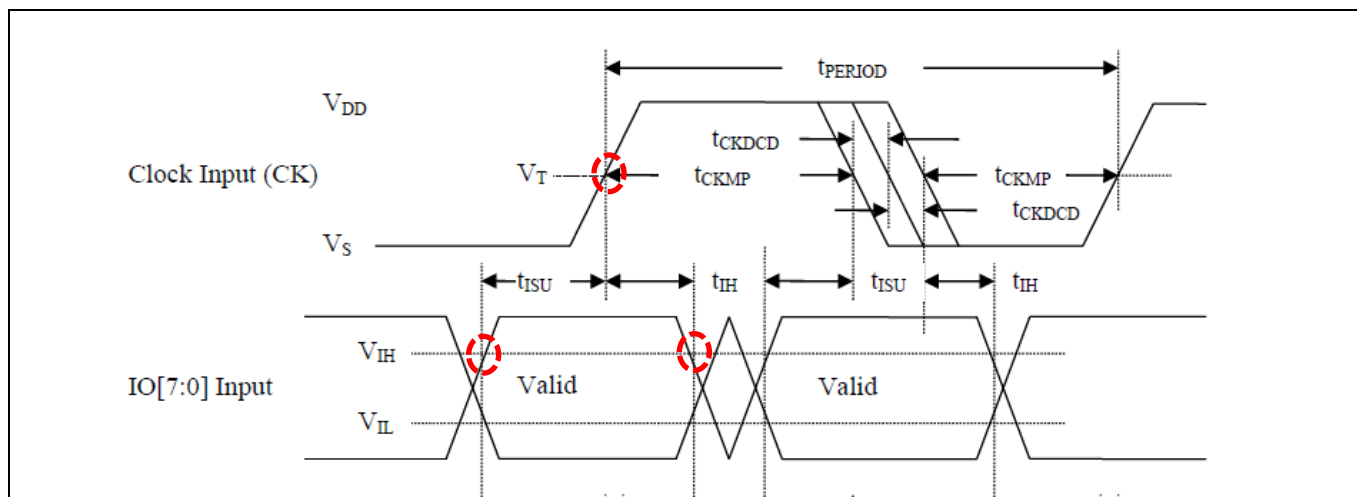 tPERIOD
VDD
tCKDCD
Clock Input (CK)
VT
tCKMP
tCKMP
tCKDCD
VS
tISU
tIH
tISU
tIH
VIH
IO[7:0] Input
Valid
Valid
VIL